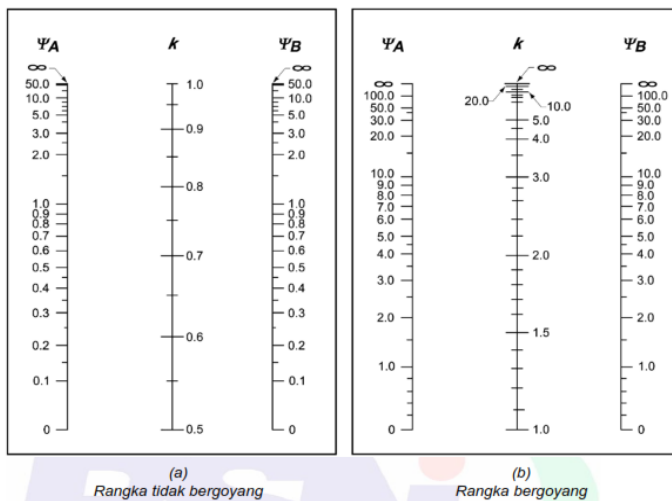 Ψ_A k Ψ_B
∞ ∞
50.0 1.0 50.0
10.0 10.0
5.0 5.0
3.0 0.9 3.0
2.0 2.0
0.8
1.0 1.0
0.9 0.9
0.8 0.8
0.7 0.7 0.7
0.6 0.6
0.5 0.5
0.4 0.4
0.3 0.3
0.6
0.2 0.2
0.1 0.1
0 0.5 0
(a)
Rangka tidak bergoyang
Ψ_A k Ψ_B
∞
∞ ∞
100.0 20.0 10.0 100.0
50.0 50.0
30.0 5.0 30.0
20.0 4.0 20.0
10.0 3.0 10.0
9.0 9.0
8.0 8.0
7.0 7.0
6.0 6.0
5.0 5.0
4.0 2.0 4.0
3.0 3.0
2.0 2.0
1.5
1.0 1.0
0 1.0 0
(b)
Rangka bergoyang